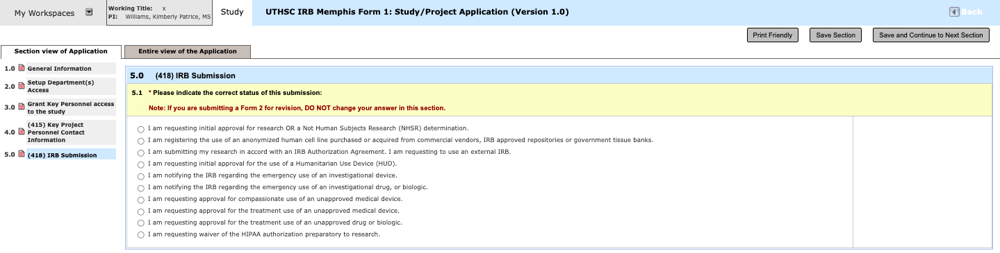 My Workspaces
Working Title: x
PI: Williams, Kimberly Patrice, MS
Study
UTHSC IRB Memphis Form 1: Study/Project Application (Version 1.0)
Back
Print Friendly
Save Section
Save and Continue to Next Section
Section view of Application
Entire view of the Application
1.0 General Information
2.0 Setup Department(s)
Access
3.0 Grant Key Personnel access
to the study
4.0 (415) Key Project
Personnel Contact
Information
5.0 (418) IRB Submission
5.0 (418) IRB Submission
5.1 * Please indicate the correct status of this submission:
Note: If you are submitting a Form 2 for revision, DO NOT change your answer in this section.
I am requesting initial approval for research OR a Not Human Subjects Research (NHSR) determination.
I am registering the use of an anonymized human cell line purchased or acquired from commercial vendors, IRB approved repositories or government tissue banks.
I am submitting my research in accord with an IRB Authorization Agreement. I am requesting to use an external IRB.
I am requesting initial approval for the use of a Humanitarian Use Device (HUD).
I am notifying the IRB regarding the emergency use of an investigational device.
I am notifying the IRB regarding the emergency use of an investigational drug, or biologic.
I am requesting approval for compassionate use of an unapproved medical device.
I am requesting approval for the treatment use of an unapproved medical device.
I am requesting approval for the treatment use of an unapproved drug or biologic.
I am requesting waiver of the HIPAA authorization preparatory to research.